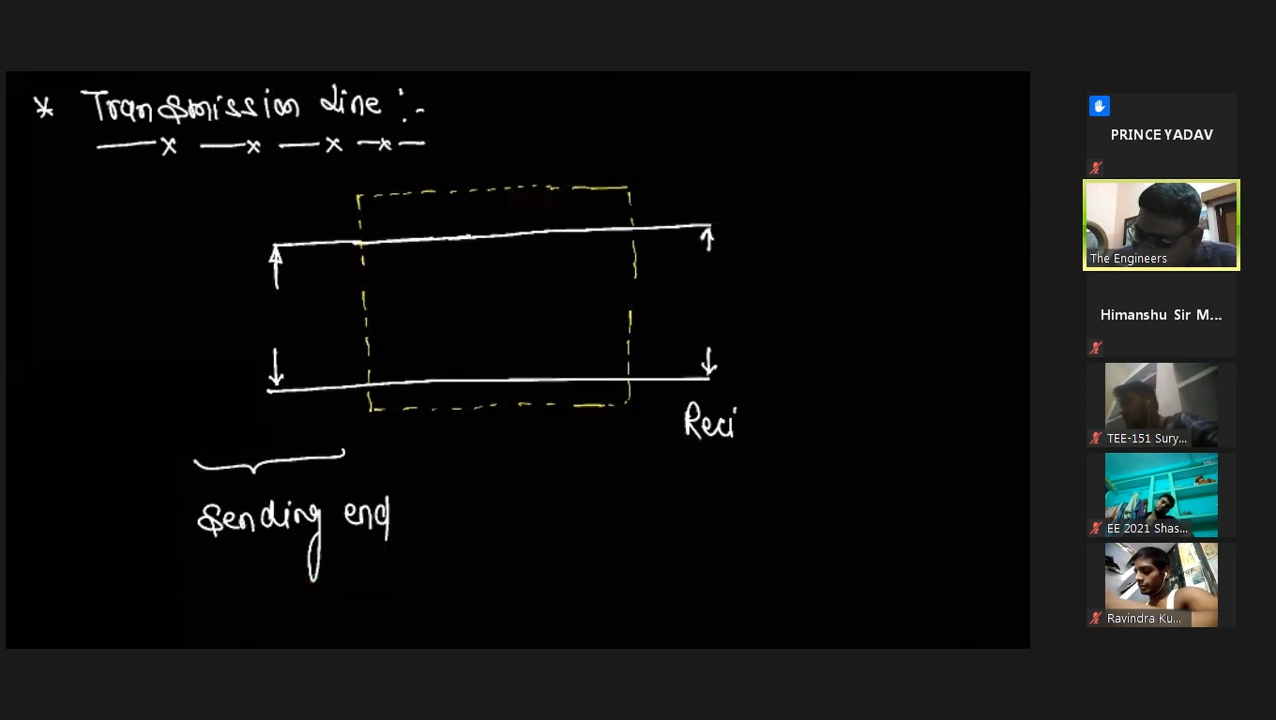 * Transmission Line :-
Reci
Sending end
PRINCE YADAV
The Engineers
Himanshu Sir M...
TEE-151 Sury...
EE 2021 Shas...
Ravindra Ku...